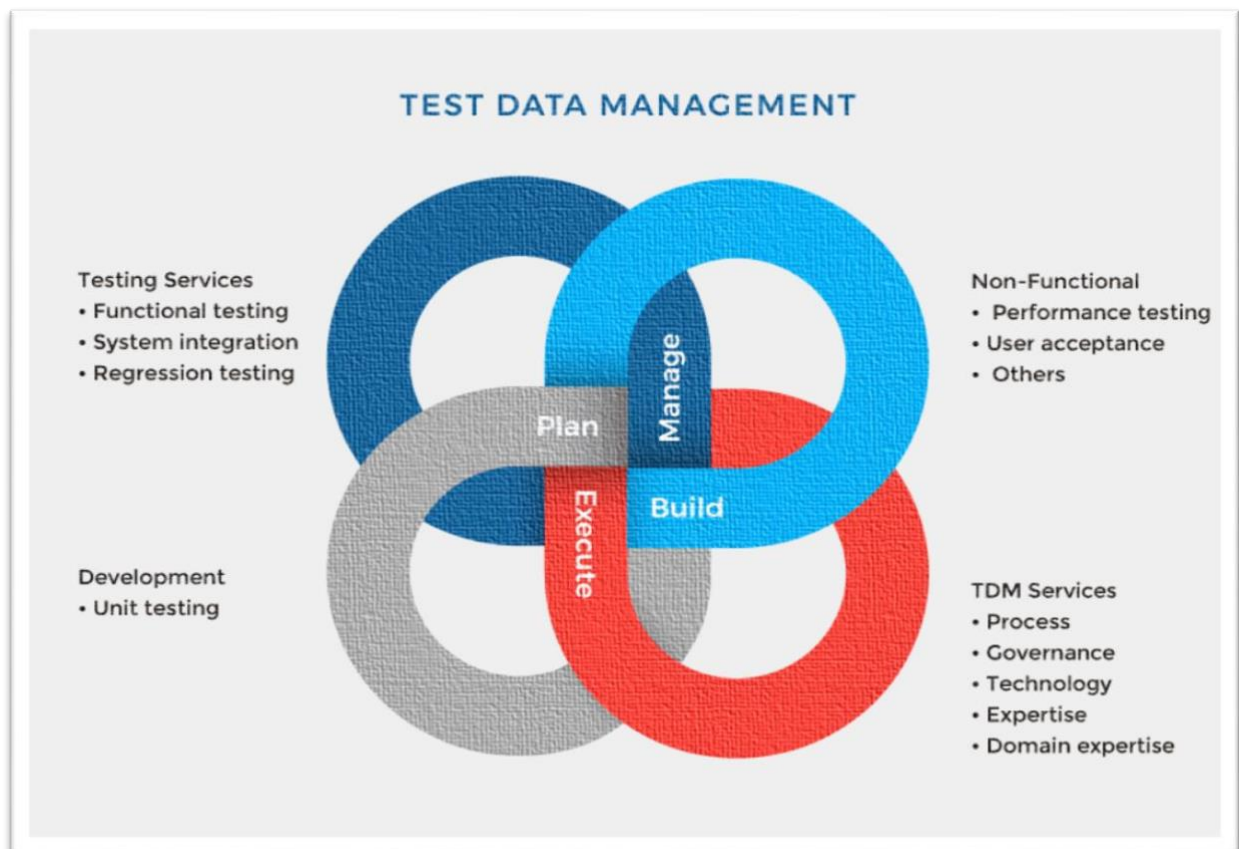 TEST DATA MANAGEMENT
Testing Services
• Functional testing
• System integration
• Regression testing
Non-Functional
• Performance testing
• User acceptance
• Others
Plan
Manage
Execute
Build
Development
• Unit testing
TDM Services
• Process
• Governance
• Technology
• Expertise
• Domain expertise